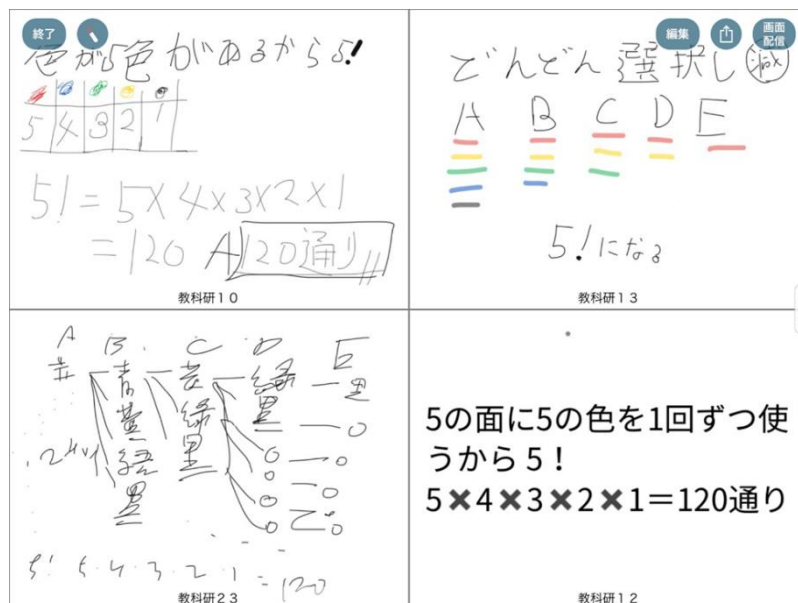 終了
編集
画面
配信
色が5色があるから5!
5 4 3 2 1
5! = 5×4×3×2×1
= 120 A 120通り
教科研10
どんどん選択し減
A B C D E
5!になる
教科研13
A B C D E
青 黄 緑 黒
黄 緑 黒
緑 黒
黒
5! 5・4・3・2・1 = 120
教科研23
5の面に5の色を1回ずつ使
うから 5！
5✖4✖3✖2✖1＝120通り
教科研12